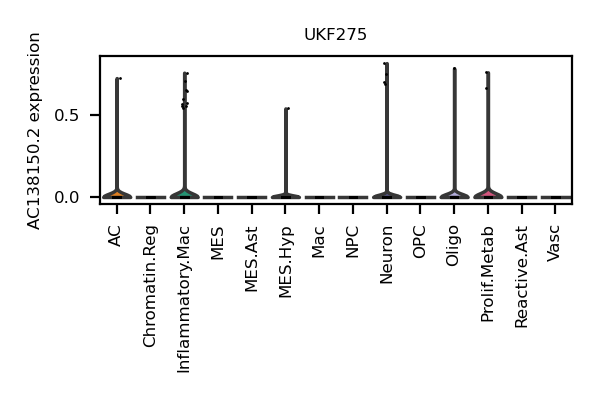 UKF275
AC138150.2 expression
0.5
0.0
AC
Chromatin.Reg
Inflammatory.Mac
MES
MES.Ast
MES.Hyp
Mac
NPC
Neuron
OPC
Oligo
Prolif.Metab
Reactive.Ast
Vasc